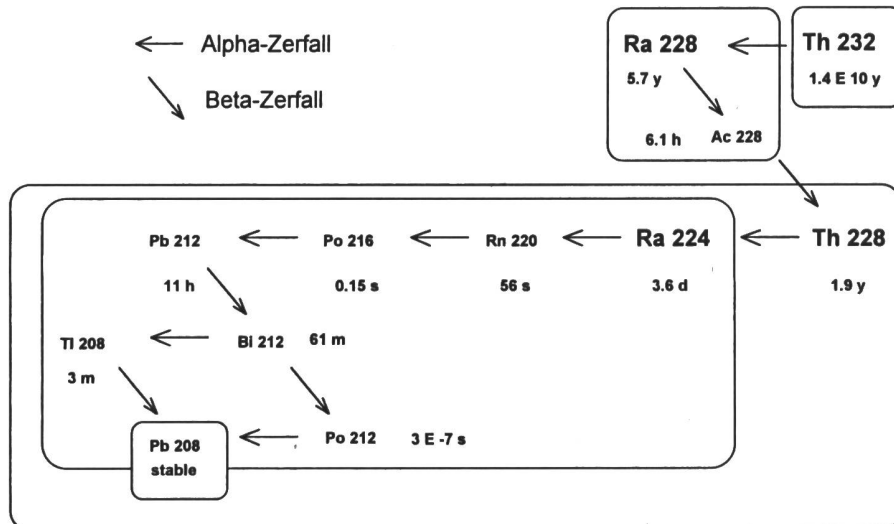 Alpha-Zerfall
Beta-Zerfall
Ra 228
Th 232
5.7 y
1.4 E 10 y
6.1 h
Ac 228
Pb 212
Po 216
Rn 220
Ra 224
Th 228
11 h
0.15 s
56 s
3.6 d
1.9 y
Tl 208
Bi 212
61 m
3 m
Pb 208
stable
Po 212
3 E -7 s